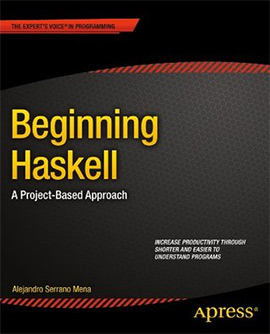 THE EXPERT'S VOICE® IN PROGRAMMING
Beginning
Haskell
A Project-Based Approach
INCREASE PRODUCTIVITY THROUGH
SHORTER AND EASIER TO
UNDERSTAND PROGRAMS
Alejandro Serrano Mena
Apress®